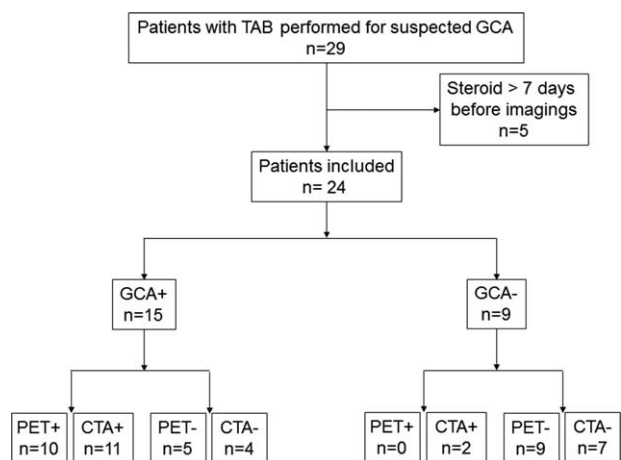 Patients with TAB performed for suspected GCA
n=29
Steroid > 7 days
before imagings
n=5
Patients included
n= 24
GCA+
n=15
GCA-
n=9
PET+
n=10
CTA+
n=11
PET-
n=5
CTA-
n=4
PET+
n=0
CTA+
n=2
PET-
n=9
CTA-
n=7